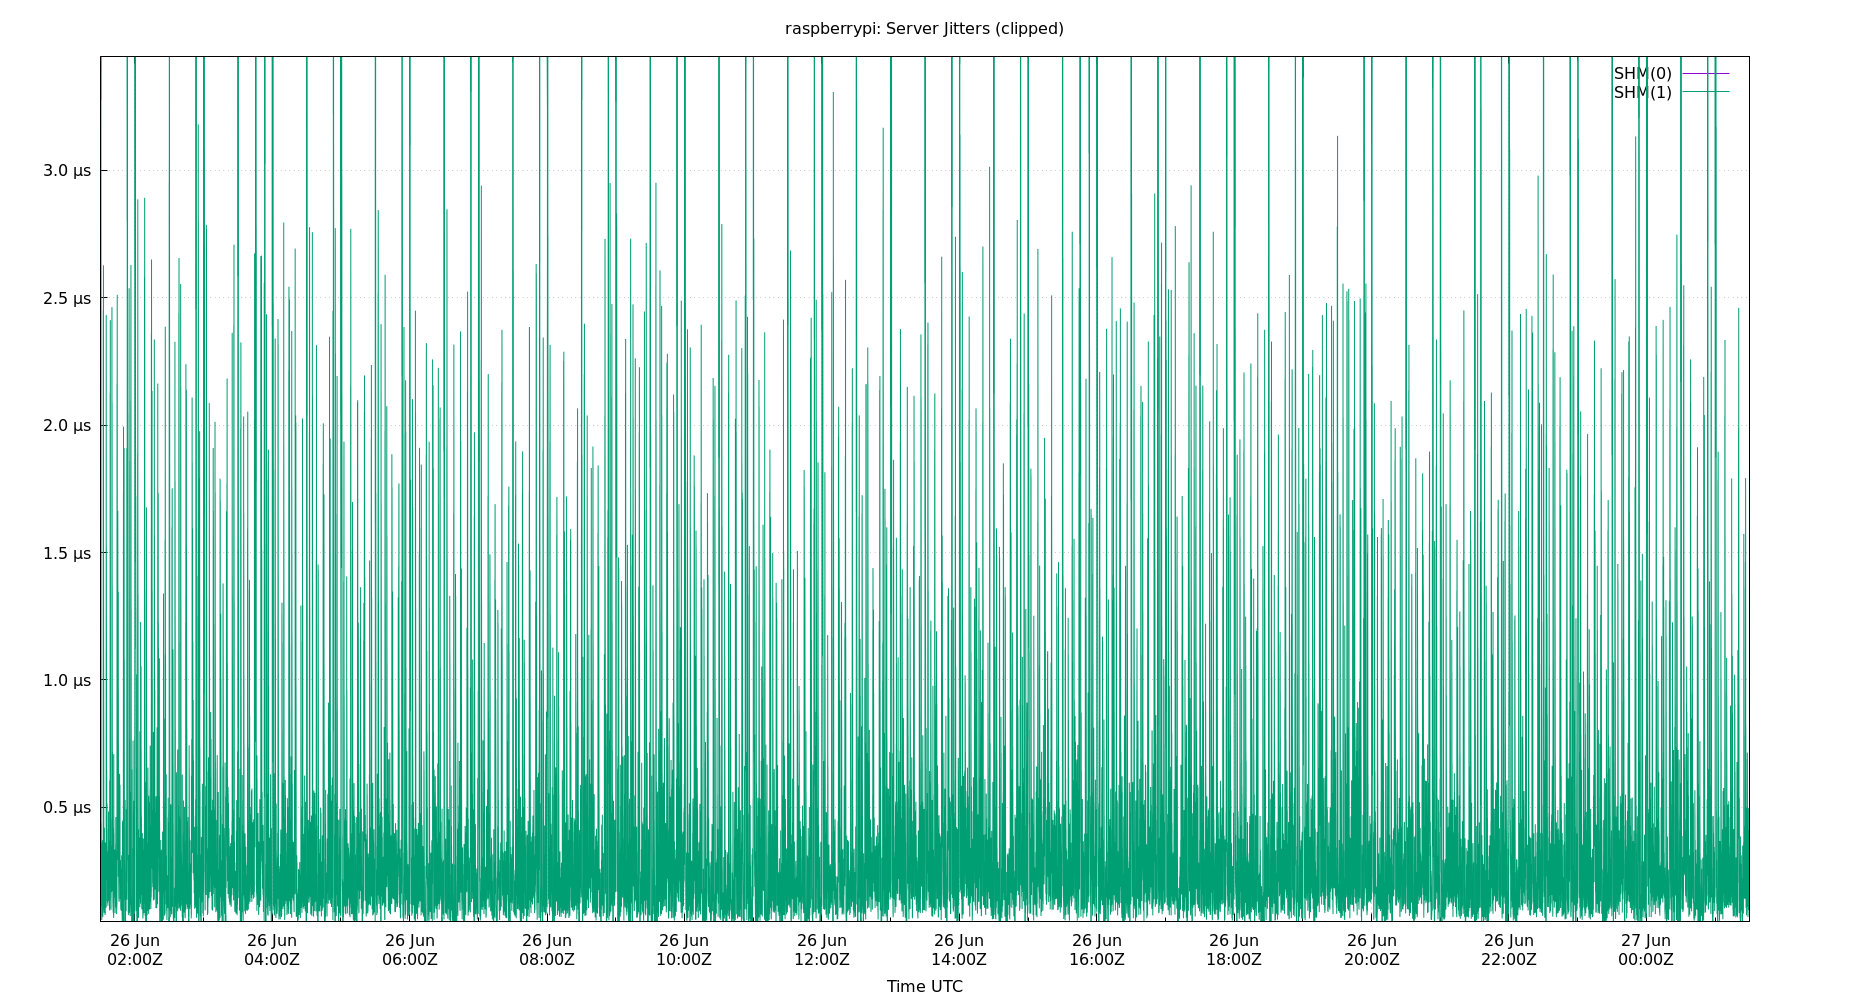 raspberrypi: Server Jitters (clipped)
SHM(0)
SHM(1)
3.0 μs
2.5 μs
2.0 μs
1.5 μs
1.0 μs
0.5 μs
26 Jun 26 Jun 26 Jun 26 Jun 26 Jun 26 Jun 26 Jun 26 Jun 26 Jun 26 Jun 26 Jun 27 Jun
02:00Z 04:00Z 06:00Z 08:00Z 10:00Z 12:00Z 14:00Z 16:00Z 18:00Z 20:00Z 22:00Z 00:00Z
Time UTC